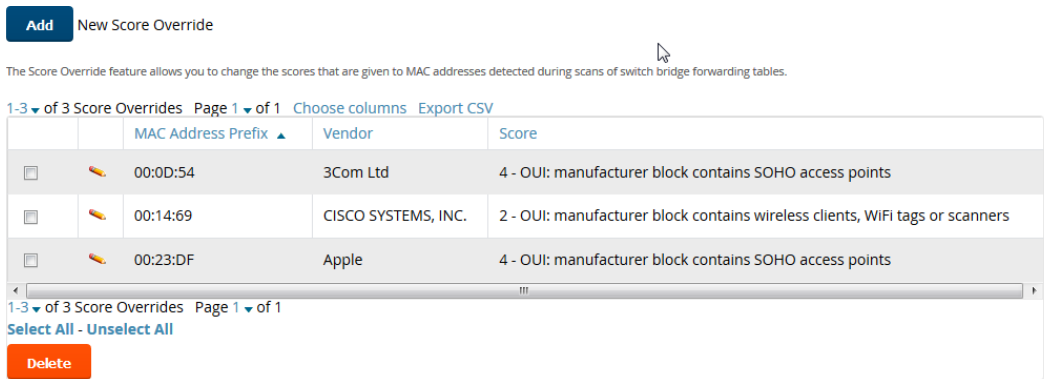 Add New Score Override
The Score Override feature allows you to change the scores that are given to MAC addresses detected during scans of switch bridge forwarding tables.
1-3 of 3 Score Overrides Page 1 of 1 Choose columns Export CSV
MAC Address Prefix Vendor Score
00:0D:54 3Com Ltd 4 - OUI: manufacturer block contains SOHO access points
00:14:69 CISCO SYSTEMS, INC. 2 - OUI: manufacturer block contains wireless clients, WiFi tags or scanners
00:23:DF Apple 4 - OUI: manufacturer block contains SOHO access points
1-3 of 3 Score Overrides Page 1 of 1
Select All - Unselect All
Delete